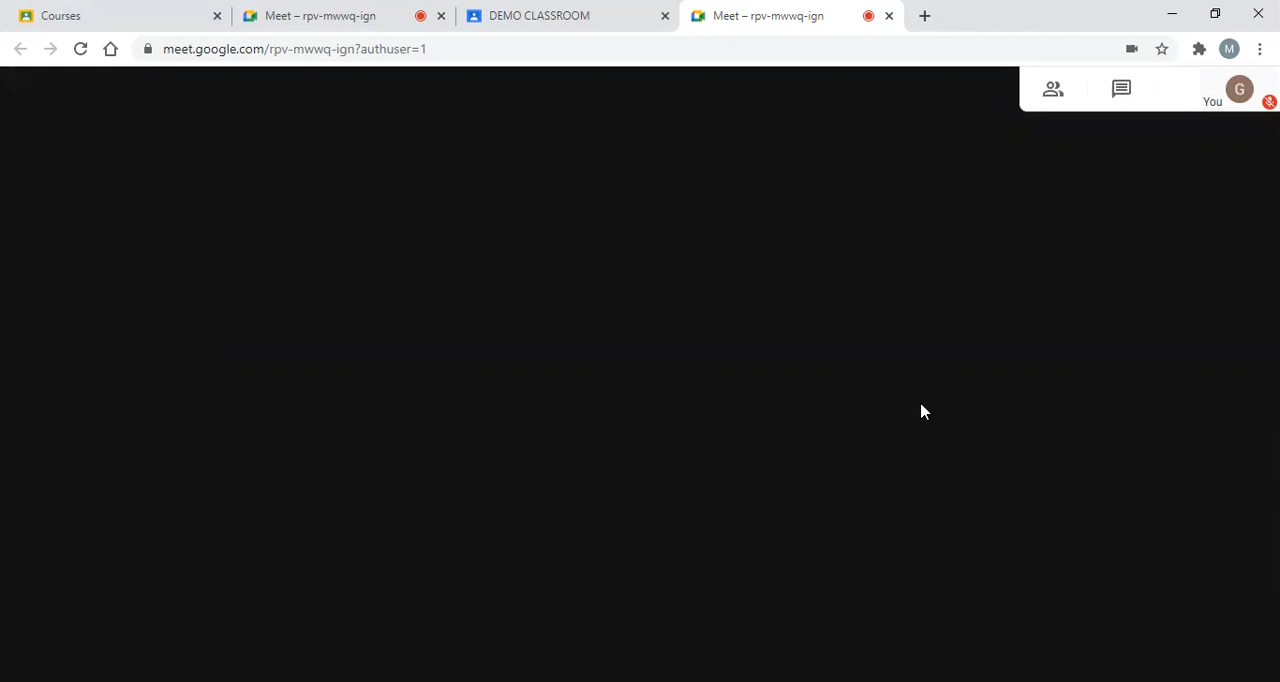 Courses
Meet – rpv-mwwq-ign
DEMO CLASSROOM
Meet – rpv-mwwq-ign
meet.google.com/rpv-mwwq-ign?authuser=1
M
You
G